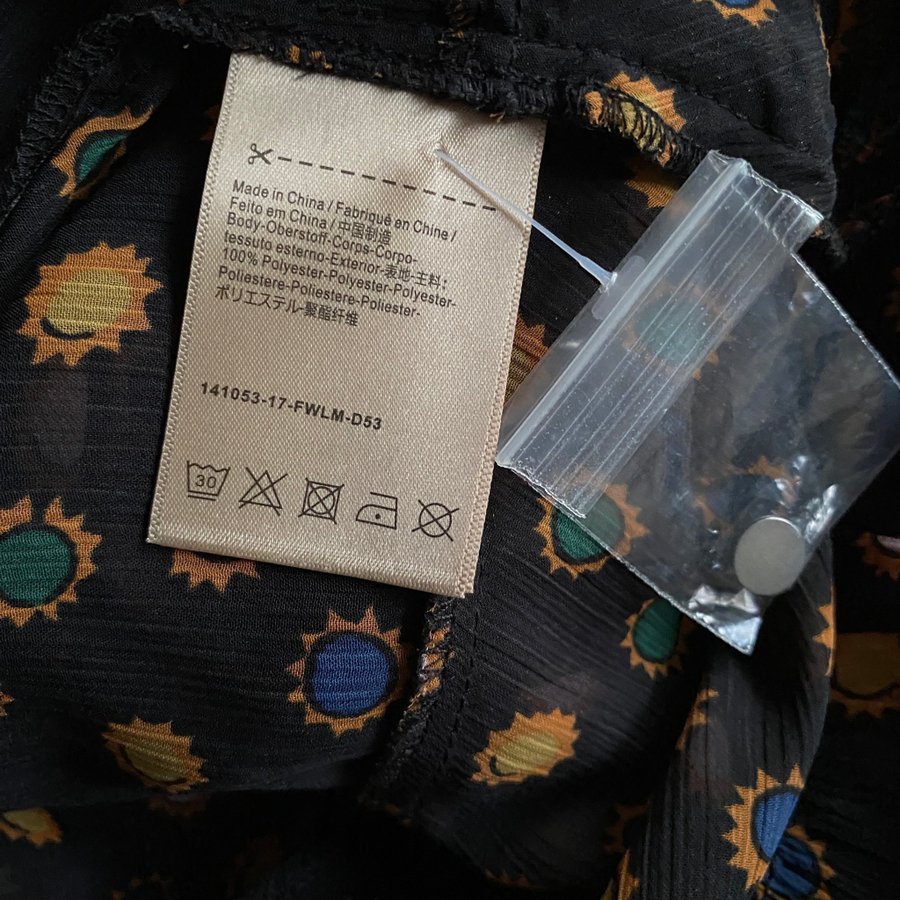 Made in China / Fabriqué en China /
Feito em China / 中国制造
Body-Oberstoff-Corps-Corpo-
tessuto esterno-Exterior-表地-主料:
100% Polyester-Polyester-Polyester-
Poliestere-Poliestere-Poliester-
ポリエステル-聚酯纤维
141053-17-FWLM-D53
30